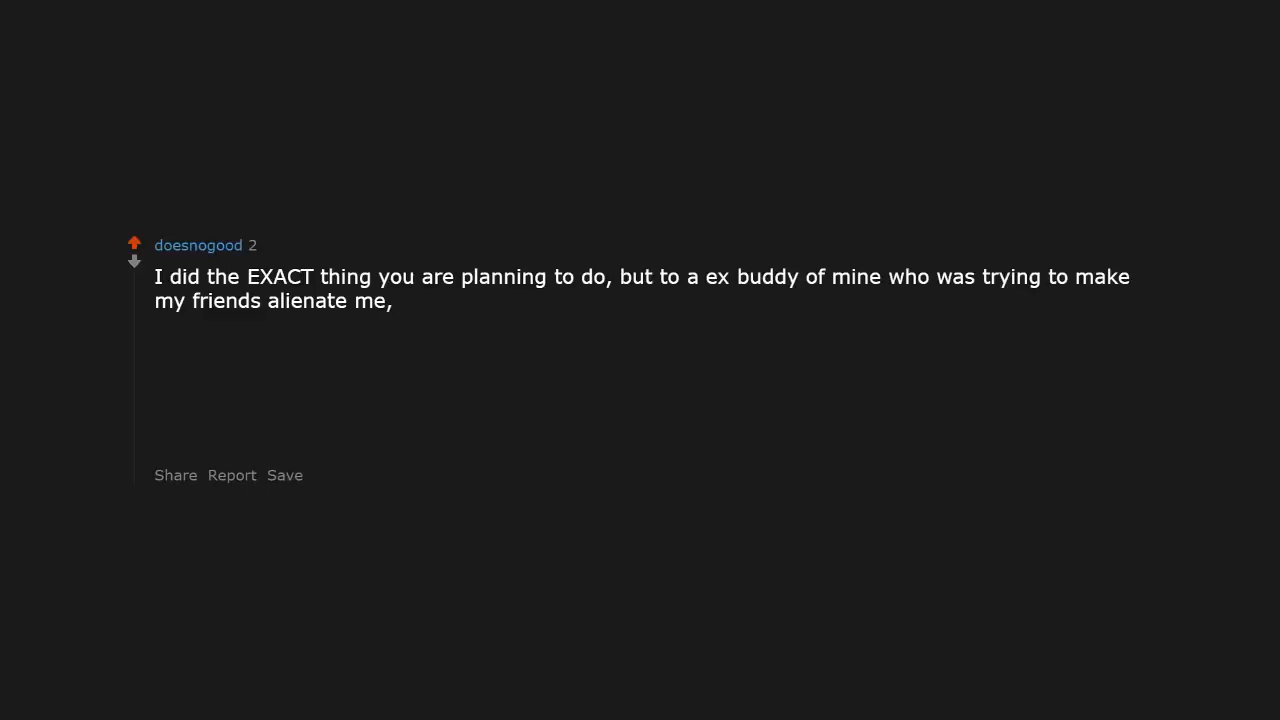 doesnogood 2
I did the EXACT thing you are planning to do, but to a ex buddy of mine who was trying to make
my friends alienate me,
Share Report Save